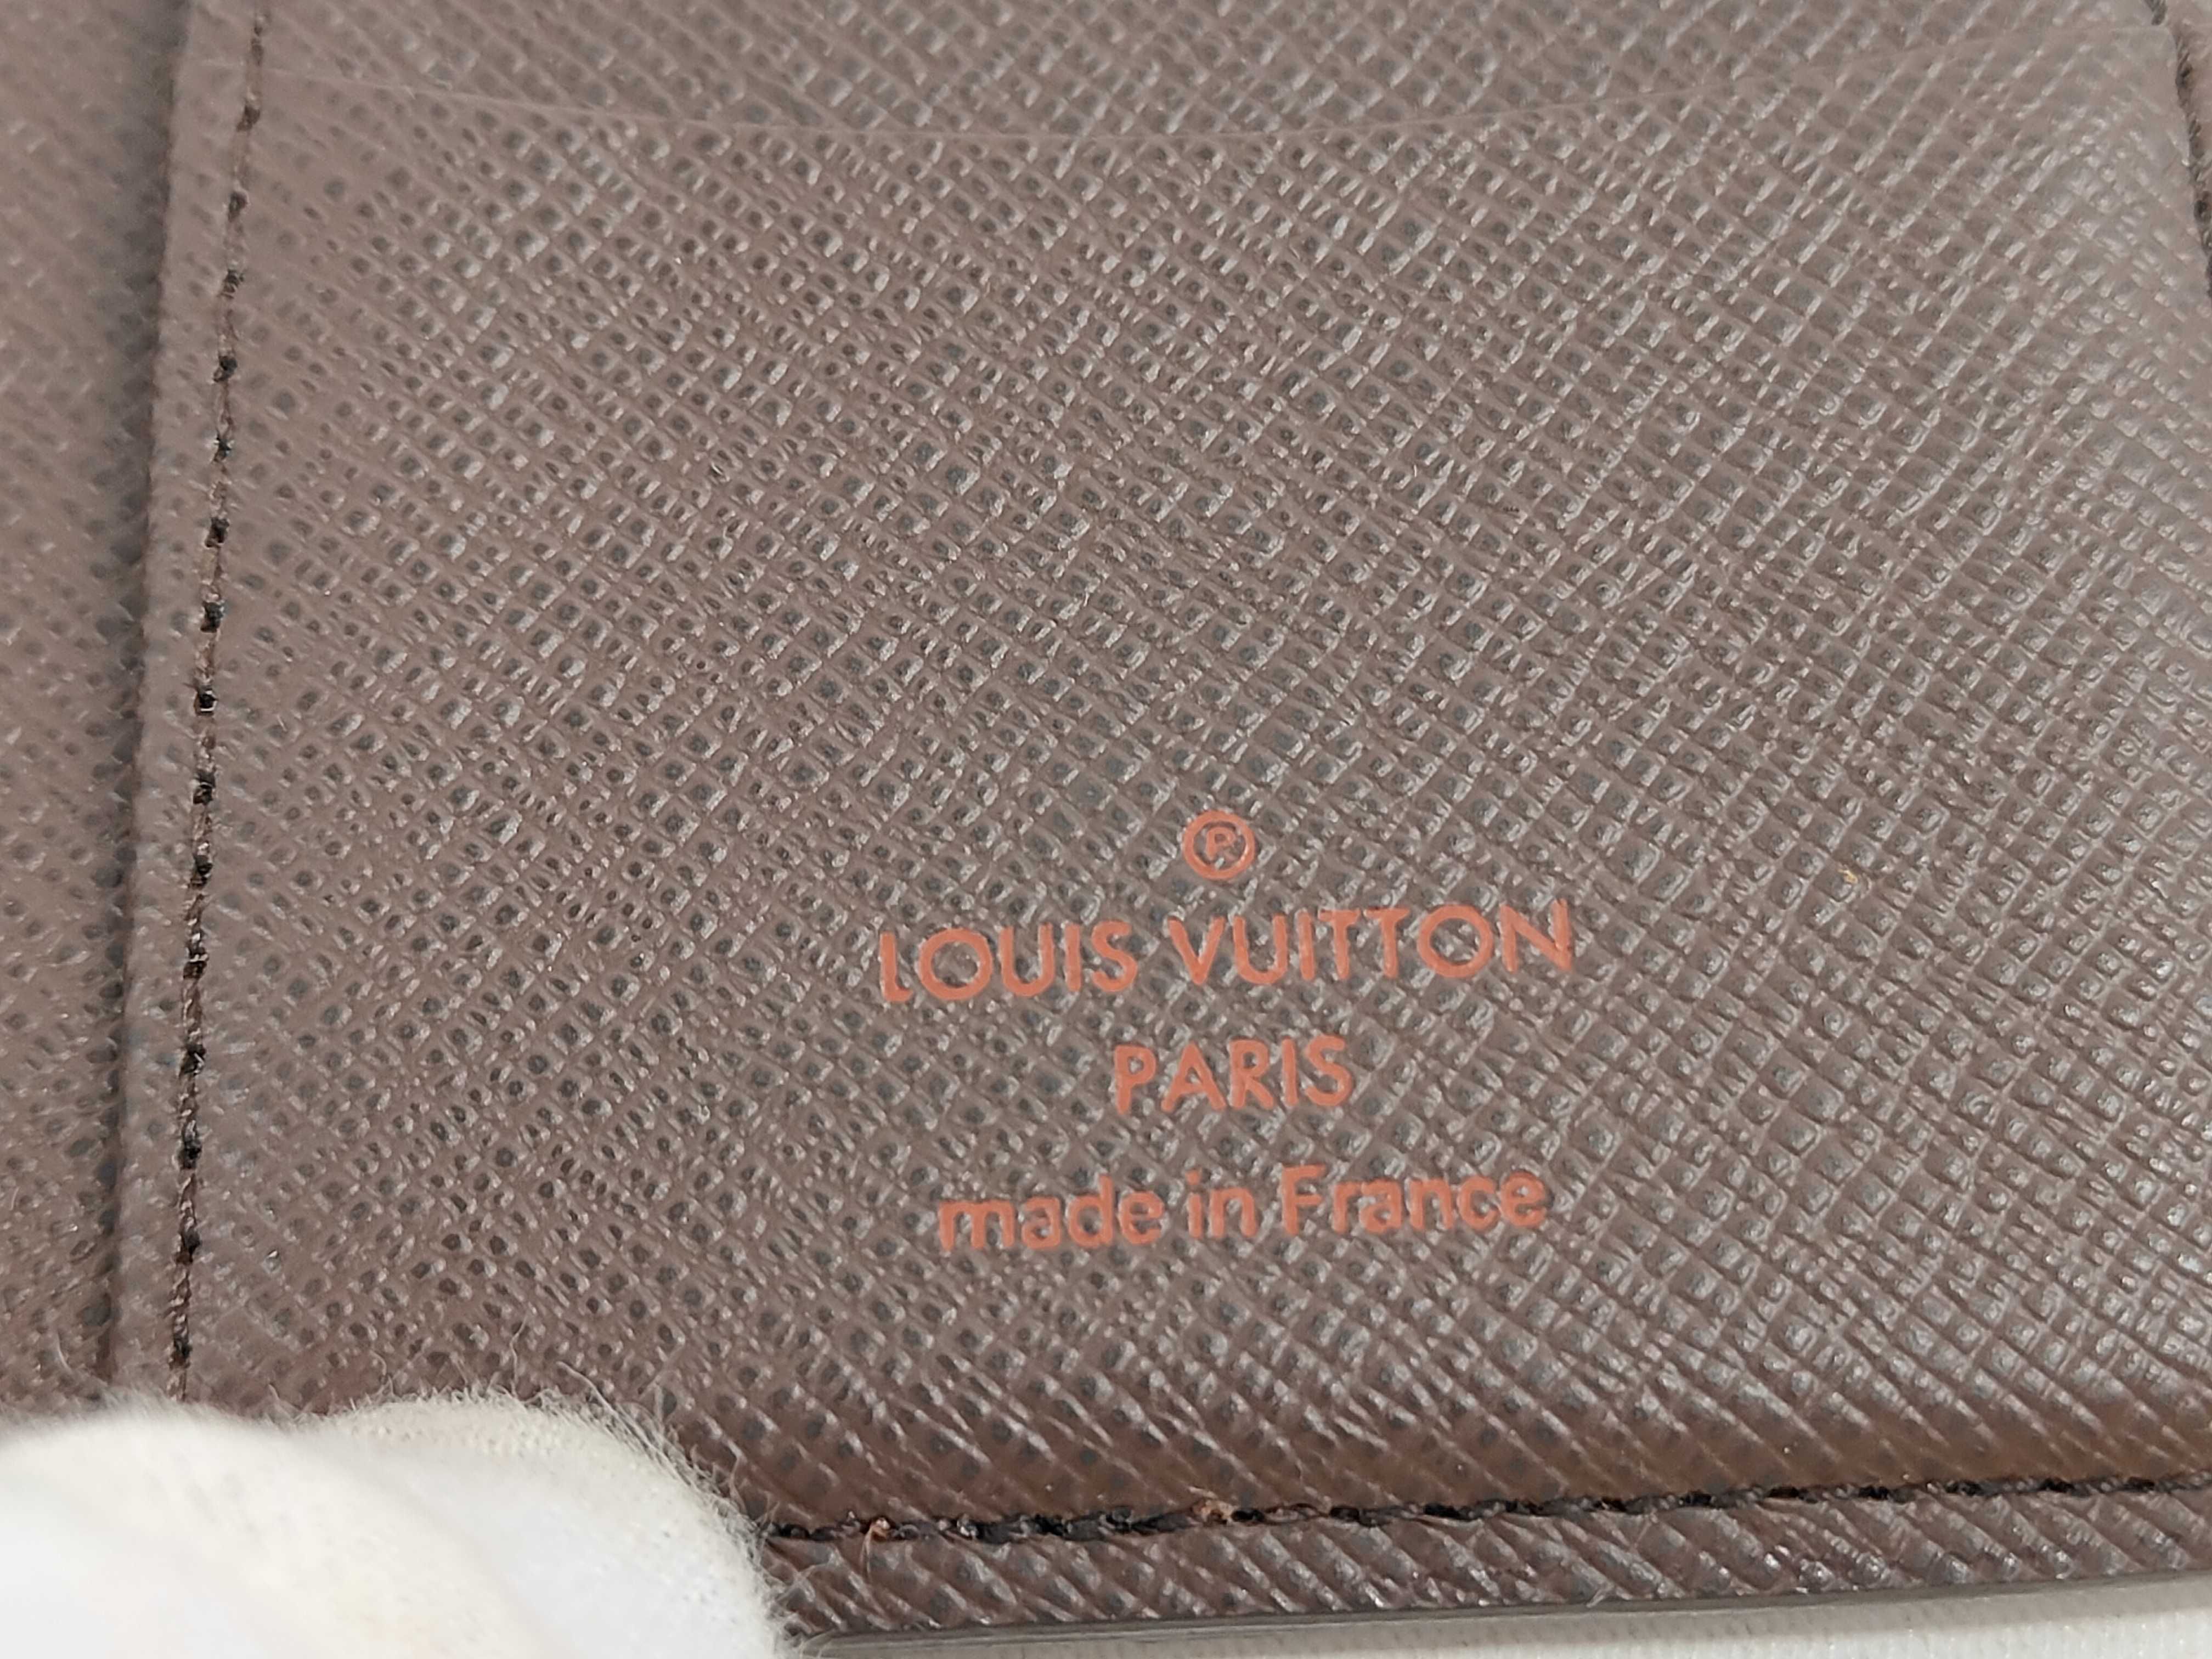 ®
LOUIS VUITTON
PARIS
made in France